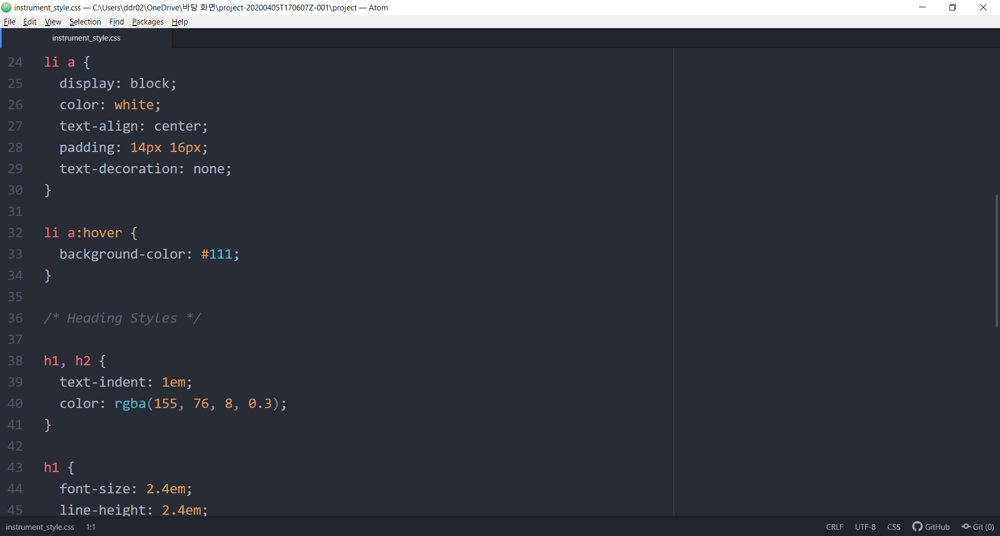 instrument_style.css — C:\Users\ddr02\OneDrive\바탕 화면\project-20200405T170607Z-001\project — Atom
File Edit View Selection Find Packages Help
instrument_style.css
24 li a {
25   display: block;
26   color: white;
27   text-align: center;
28   padding: 14px 16px;
29   text-decoration: none;
30 }
31
32 li a:hover {
33   background-color: #111;
34 }
35
36 /* Heading Styles */
37
38 h1, h2 {
39   text-indent: 1em;
40   color: rgba(155, 76, 8, 0.3);
41 }
42
43 h1 {
44   font-size: 2.4em;
45   line-height: 2.4em;
instrument_style.css 1:1 CRLF UTF-8 CSS GitHub Git (0)